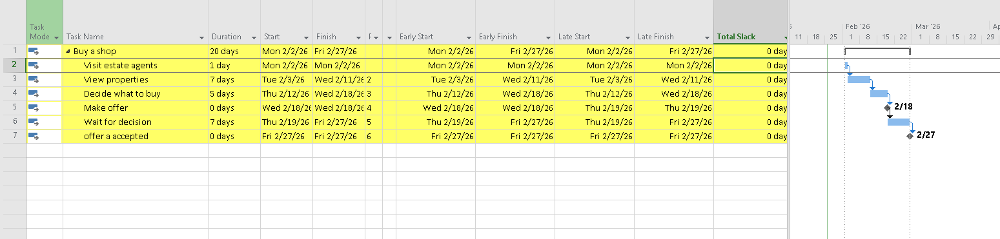 Task Mode Task Name Duration Start Finish F Early Start Early Finish Late Start Late Finish Total Slack
Feb '26 Mar '26 Ap
11 18 25 1 8 15 22 1 8 15 22 29
1 Buy a shop 20 days Mon 2/2/26 Fri 2/27/26 Mon 2/2/26 Fri 2/27/26 Mon 2/2/26 Fri 2/27/26 0 day
2 Visit estate agents 1 day Mon 2/2/26 Mon 2/2/26 Mon 2/2/26 Mon 2/2/26 Mon 2/2/26 Mon 2/2/26 0 day
3 View properties 7 days Tue 2/3/26 Wed 2/11/26 2 Tue 2/3/26 Wed 2/11/26 Tue 2/3/26 Wed 2/11/26 0 day
4 Decide what to buy 5 days Thu 2/12/26 Wed 2/18/26 3 Thu 2/12/26 Wed 2/18/26 Thu 2/12/26 Wed 2/18/26 0 day
5 Make offer 0 days Wed 2/18/26 Wed 2/18/26 4 Wed 2/18/26 Wed 2/18/26 Thu 2/19/26 Thu 2/19/26 0 day 2/18
6 Wait for decision 7 days Thu 2/19/26 Fri 2/27/26 5 Thu 2/19/26 Fri 2/27/26 Thu 2/19/26 Fri 2/27/26 0 day
7 offer a accepted 0 days Fri 2/27/26 Fri 2/27/26 6 Fri 2/27/26 Fri 2/27/26 Fri 2/27/26 Fri 2/27/26 0 day 2/27